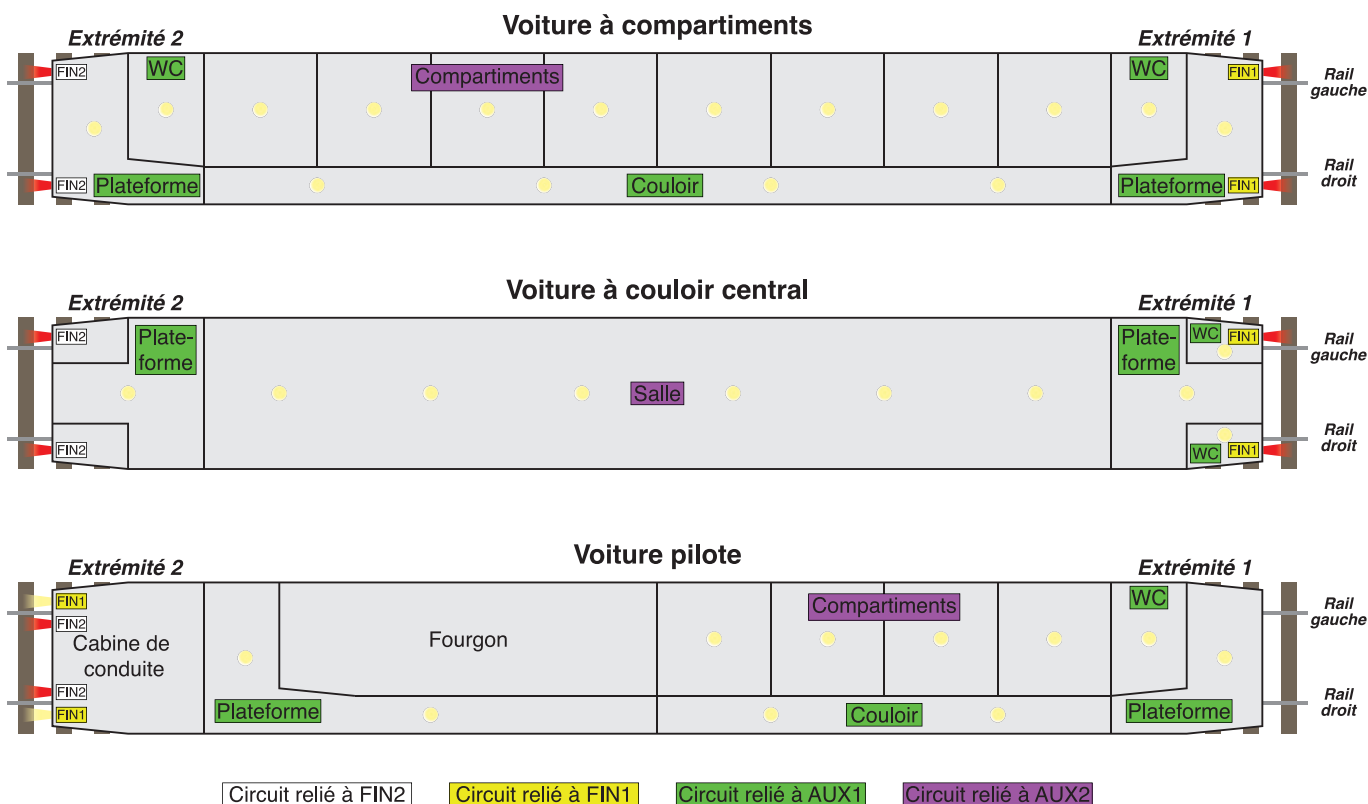 Voiture à compartiments
Extrémité 2
Extrémité 1
FIN2
WC
Compartiments
WC
FIN1
Rail
gauche
FIN2
Plateforme
Couloir
Plateforme
FIN1
Rail
droit
Voiture à couloir central
Extrémité 2
Extrémité 1
FIN2
Plate-
forme
Plate-
forme
WC
FIN1
Rail
gauche
Salle
FIN2
WC
FIN1
Rail
droit
Voiture pilote
Extrémité 2
Extrémité 1
FIN1
FIN2
Cabine de
conduite
Fourgon
Compartiments
WC
Rail
gauche
FIN2
FIN1
Plateforme
Couloir
Plateforme
Rail
droit
Circuit relié à FIN2
Circuit relié à FIN1
Circuit relié à AUX1
Circuit relié à AUX2